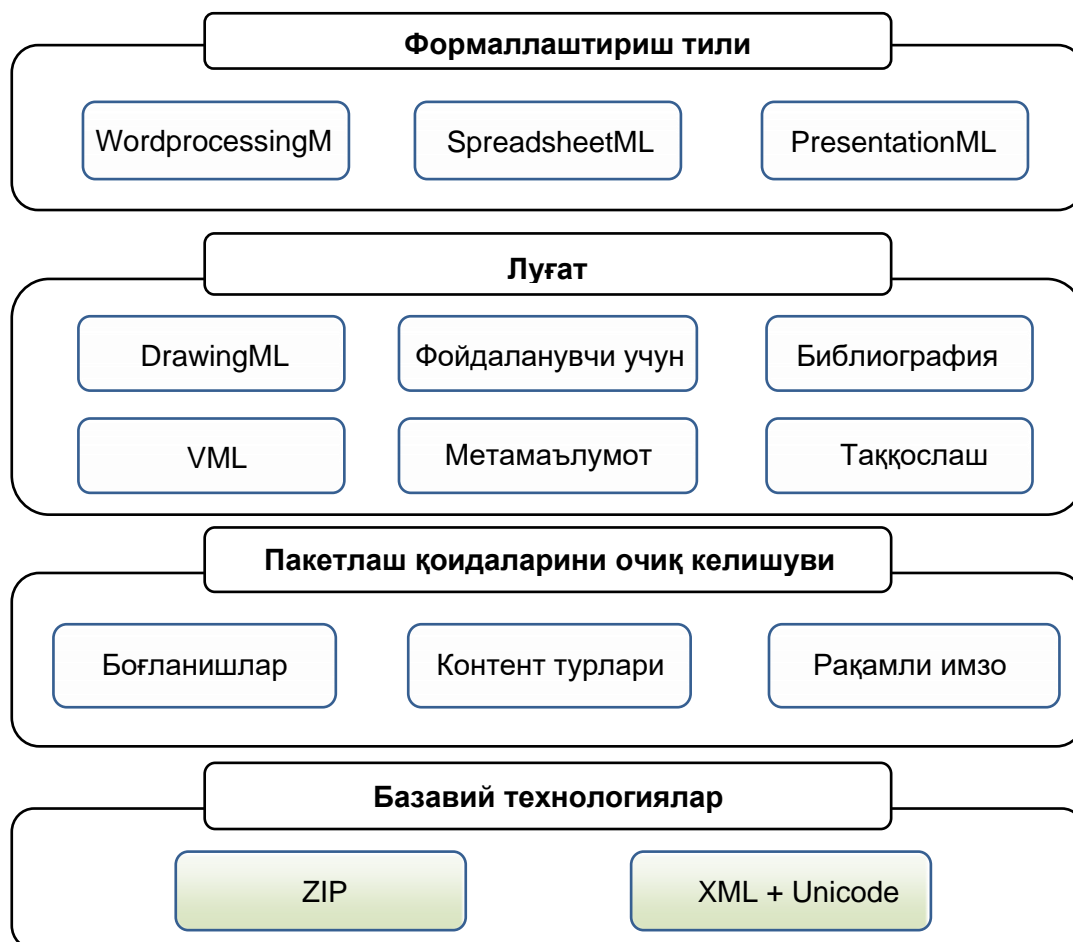 Формаллаштириш тили
WordprocessingM
SpreadsheetML
PresentationML
Луғат
DrawingML
Фойдаланувчи учун
Библиография
VML
Метамаълумот
Таққослаш
Пакетлаш қоидаларини очиқ келишуви
Боғланишлар
Контент турлари
Рақамли имзо
Базавий технологиялар
ZIP
XML + Unicode